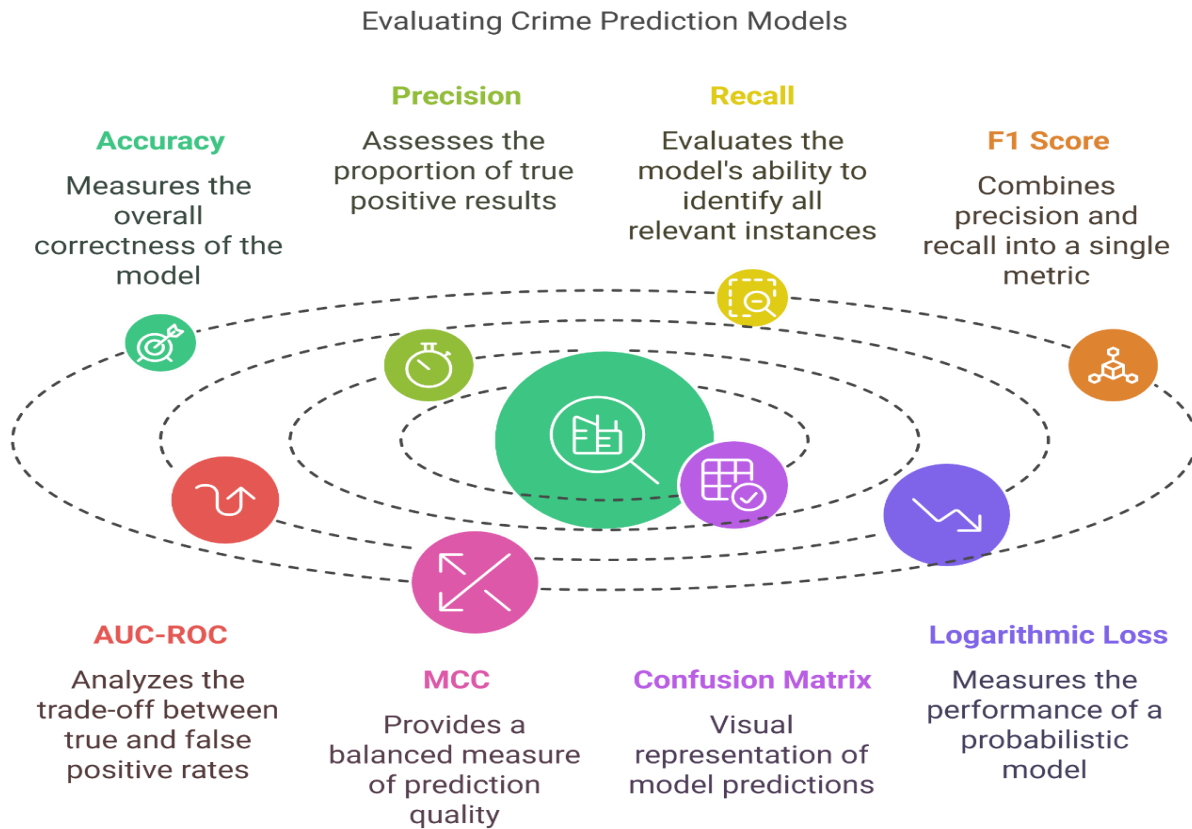 Evaluating Crime Prediction Models
Accuracy
Measures the
overall
correctness of the
model
Precision
Assesses the
proportion of true
positive results
Recall
Evaluates the
model's ability to
identify all
relevant instances
F1 Score
Combines
precision and
recall into a single
metric
AUC-ROC
Analyzes the
trade-off between
true and false
positive rates
MCC
Provides a
balanced measure
of prediction
quality
Confusion Matrix
Visual
representation of
model predictions
Logarithmic Loss
Measures the
performance of a
probabilistic
model